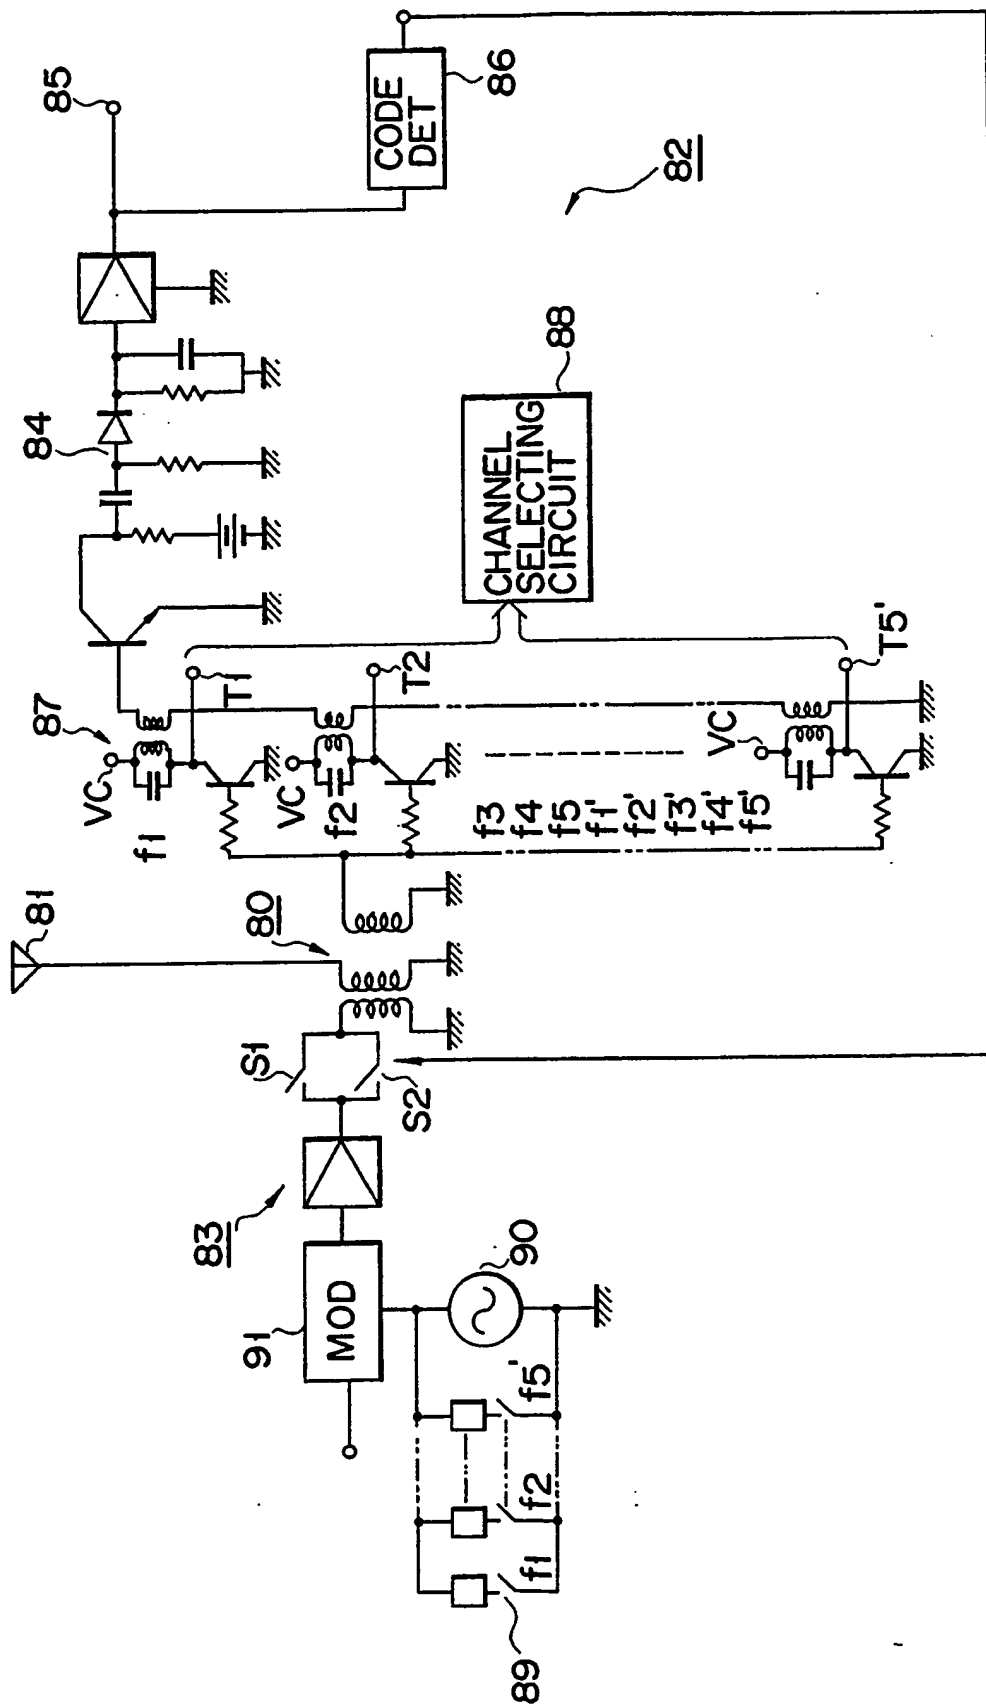 81
f1
VC
87
84
85
80
T1
VC
f2
T2
CODE
DET
86
82
CHANNEL
SELECTING
CIRCUIT
88
f3
f4
f5
f1'
f2'
f3'
f4'
f5'
VC
T5'
83
S1
S2
91
MOD
90
89
f1
f2
f5'